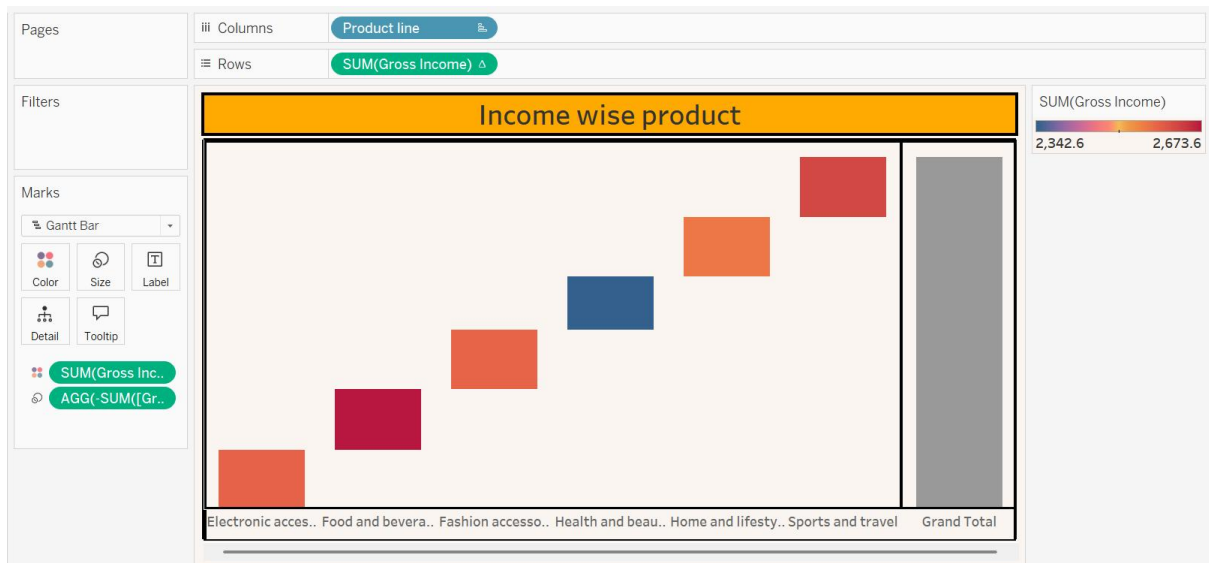 Pages
Columns
Product line
Rows
SUM(Gross Income)
Filters
Marks
Gantt Bar
Color
Size
Label
Detail
Tooltip
SUM(Gross Inc..
AGG(-SUM([Gr..
Income wise product
Electronic acces.. Food and bevera.. Fashion accesso.. Health and beau.. Home and lifesty.. Sports and travel Grand Total
SUM(Gross Income)
2,342.6 2,673.6